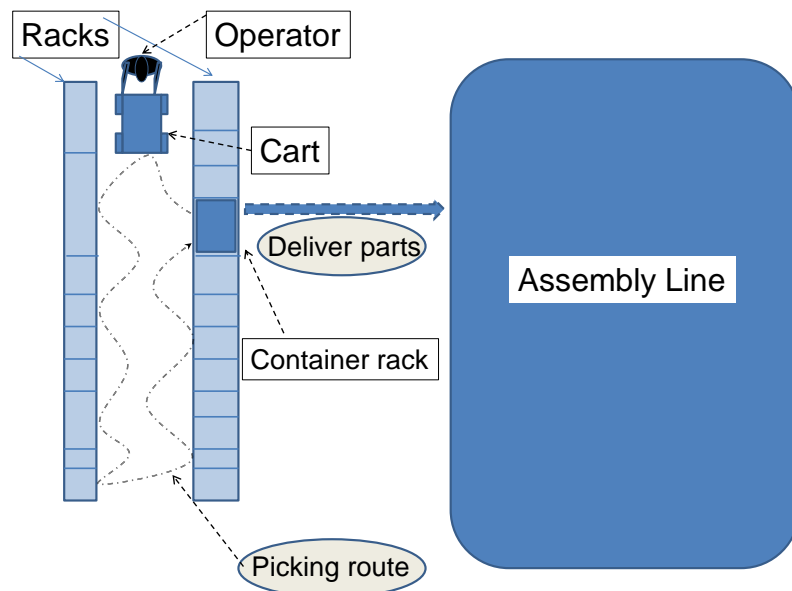 Racks
Operator
Cart
Deliver parts
Assembly Line
Container rack
Picking route